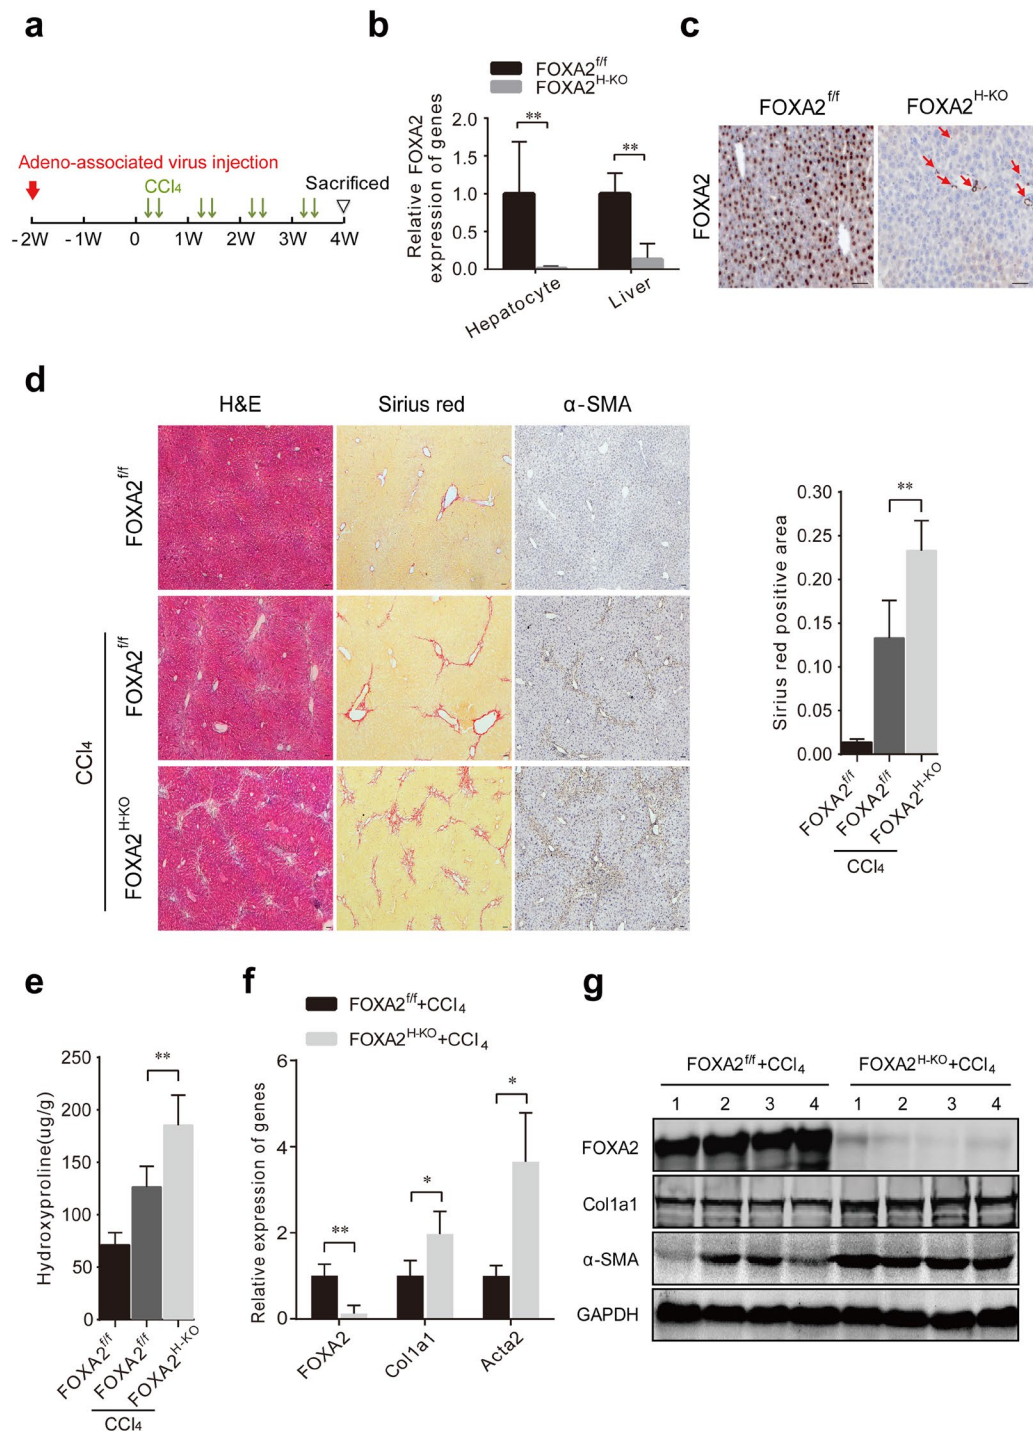 a
Adeno-associated virus injection
CCl₄
Sacrificed
-2W -1W 0 1W 2W 3W 4W
b
FOXA2f/f
FOXA2H-KO
Relative FOXA2
expression of genes
2.0
1.5
1.0
0.5
0.0
** **
Hepatocyte
Liver
c
FOXA2f/f FOXA2H-KO
FOXA2
d
H&E Sirius red α-SMA
FOXA2f/f
CCl₄
FOXA2f/f
FOXA2H-KO
Sirius red positive area
0.30
0.25
0.20
0.15
0.10
0.05
0.00
**
FOXA2f/f
FOXA2f/f
FOXA2H-KO
CCl₄
e
Hydroxyproline(ug/g)
250
200
150
100
50
0
**
FOXA2f/f
FOXA2f/f
FOXA2H-KO
CCl₄
f
FOXA2f/f+CCl₄
FOXA2H-KO+CCl₄
Relative expression of genes
6
4
2
0
** * *
FOXA2
Col1a1
Acta2
g
FOXA2f/f+CCl₄ FOXA2H-KO+CCl₄
1 2 3 4 1 2 3 4
FOXA2
Col1a1
α-SMA
GAPDH